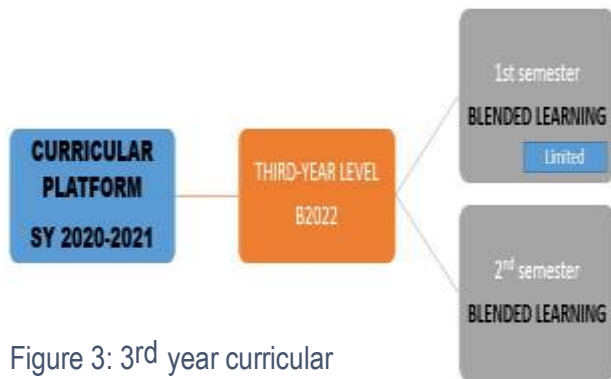 CURRICULAR
PLATFORM
SY 2020-2021
THIRD-YEAR LEVEL
B2022
1st semester
BLENDED LEARNING
Limited
2nd semester
BLENDED LEARNING
Figure 3: 3rd year curricular